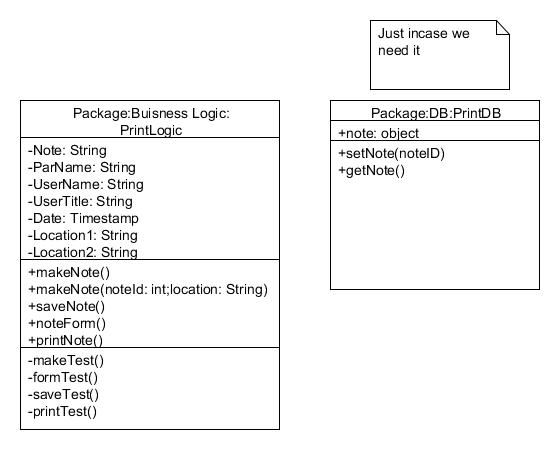 Just incase we
need it
Package:Buisness Logic:
PrintLogic
-Note: String
-ParName: String
-UserName: String
-UserTitle: String
-Date: Timestamp
-Location1: String
-Location2: String
+makeNote()
+makeNote(noteId: int;location: String)
+saveNote()
+noteForm()
+printNote()
-makeTest()
-formTest()
-saveTest()
-printTest()
Package:DB:PrintDB
+note: object
+setNote(noteID)
+getNote()